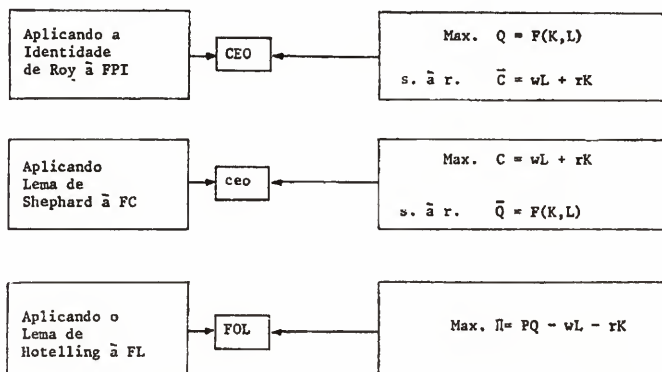 Aplicando a
Identidade
de Roy ã FPI
CEO
Max. Q = F(K,L)
s. ã r. C̄ = wL + rK
Aplicando
Lema de
Shephard ã FC
ceo
Max. C = wL + rK
s. ã r. Q̄ = F(K,L)
Aplicando o
Lema de
Hotelling ã FL
FOL
Max. Π= PQ - wL - rK